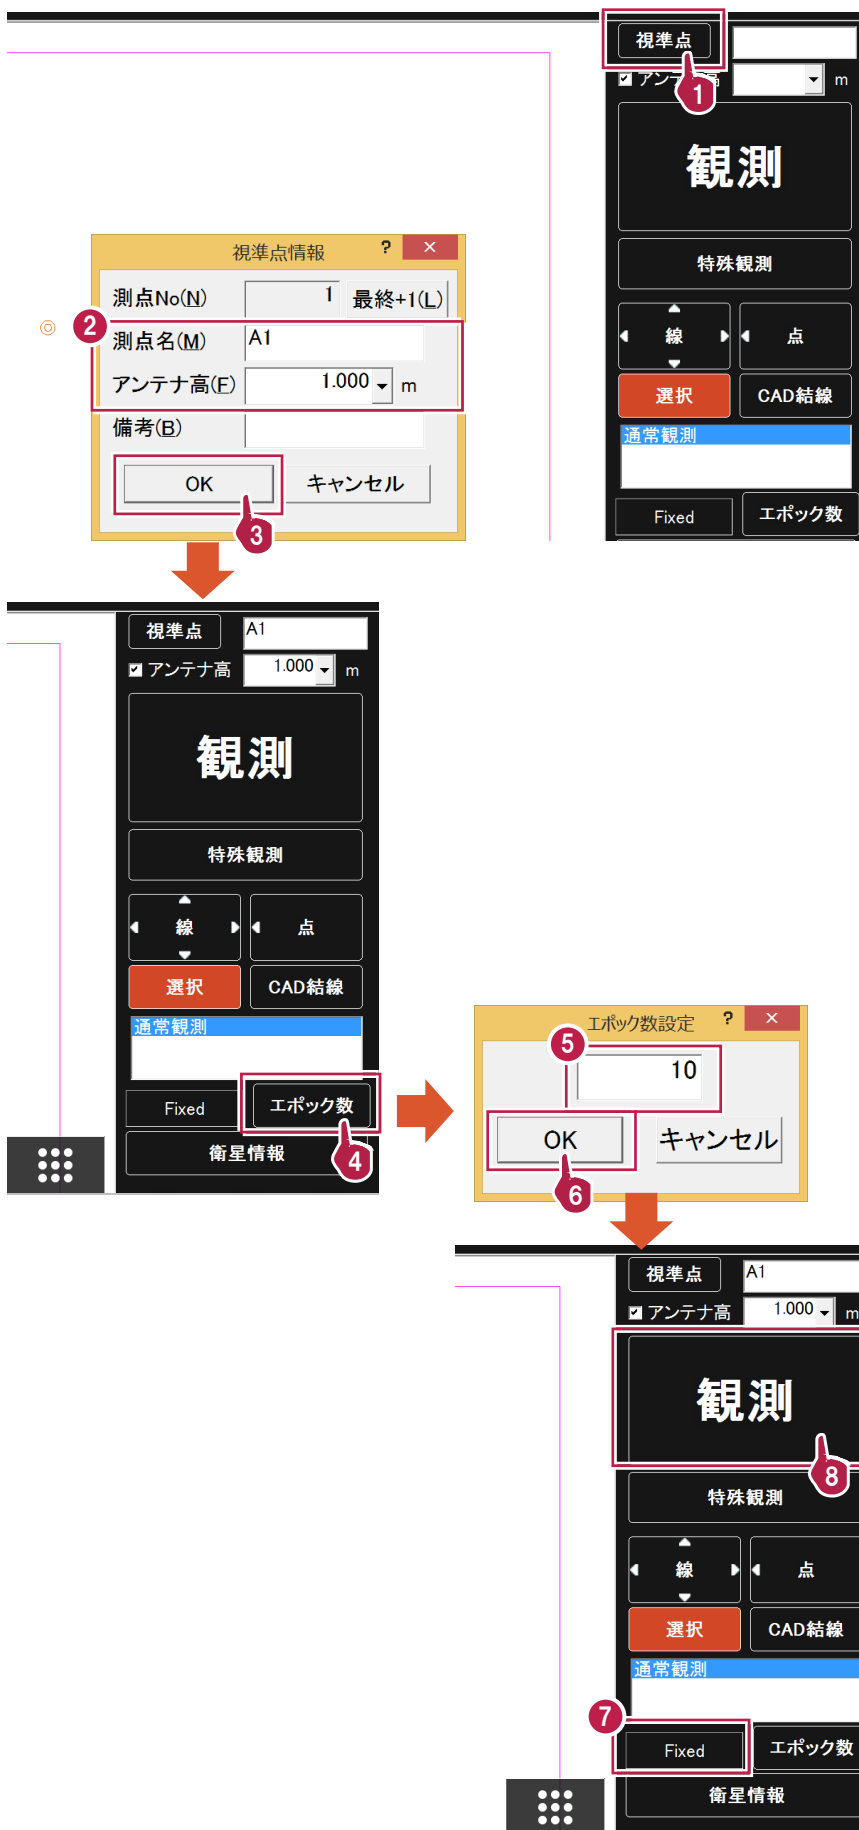 視準点
1
アンテナ高 m
観測
特殊観測
線 点
選択 CAD結線
通常観測
Fixed エポック数
視準点情報 ? ×
測点No(N) 1 最終+1(L)
2
測点名(M) A1
アンテナ高(F) 1.000 m
備考(B)
OK キャンセル
3
視準点 A1
アンテナ高 1.000 m
観測
特殊観測
線 点
選択 CAD結線
通常観測
Fixed エポック数
4
衛星情報
エポック数設定 ? ×
5
10
OK キャンセル
6
視準点 A1
アンテナ高 1.000 m
観測
8
特殊観測
線 点
選択 CAD結線
通常観測
7
Fixed エポック数
衛星情報